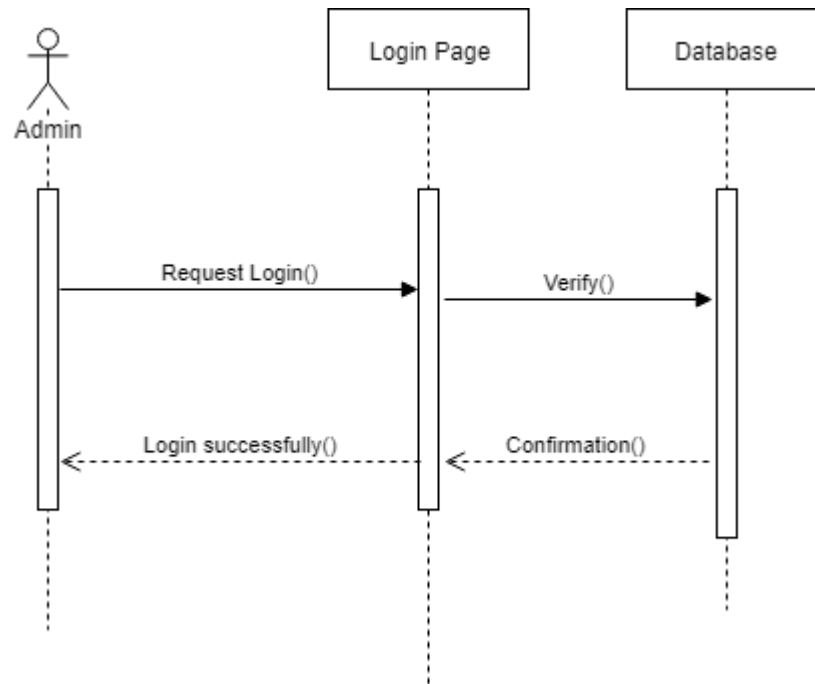 Login Page
Database
Admin
Request Login()
Verify()
Login successfully()
Confirmation()